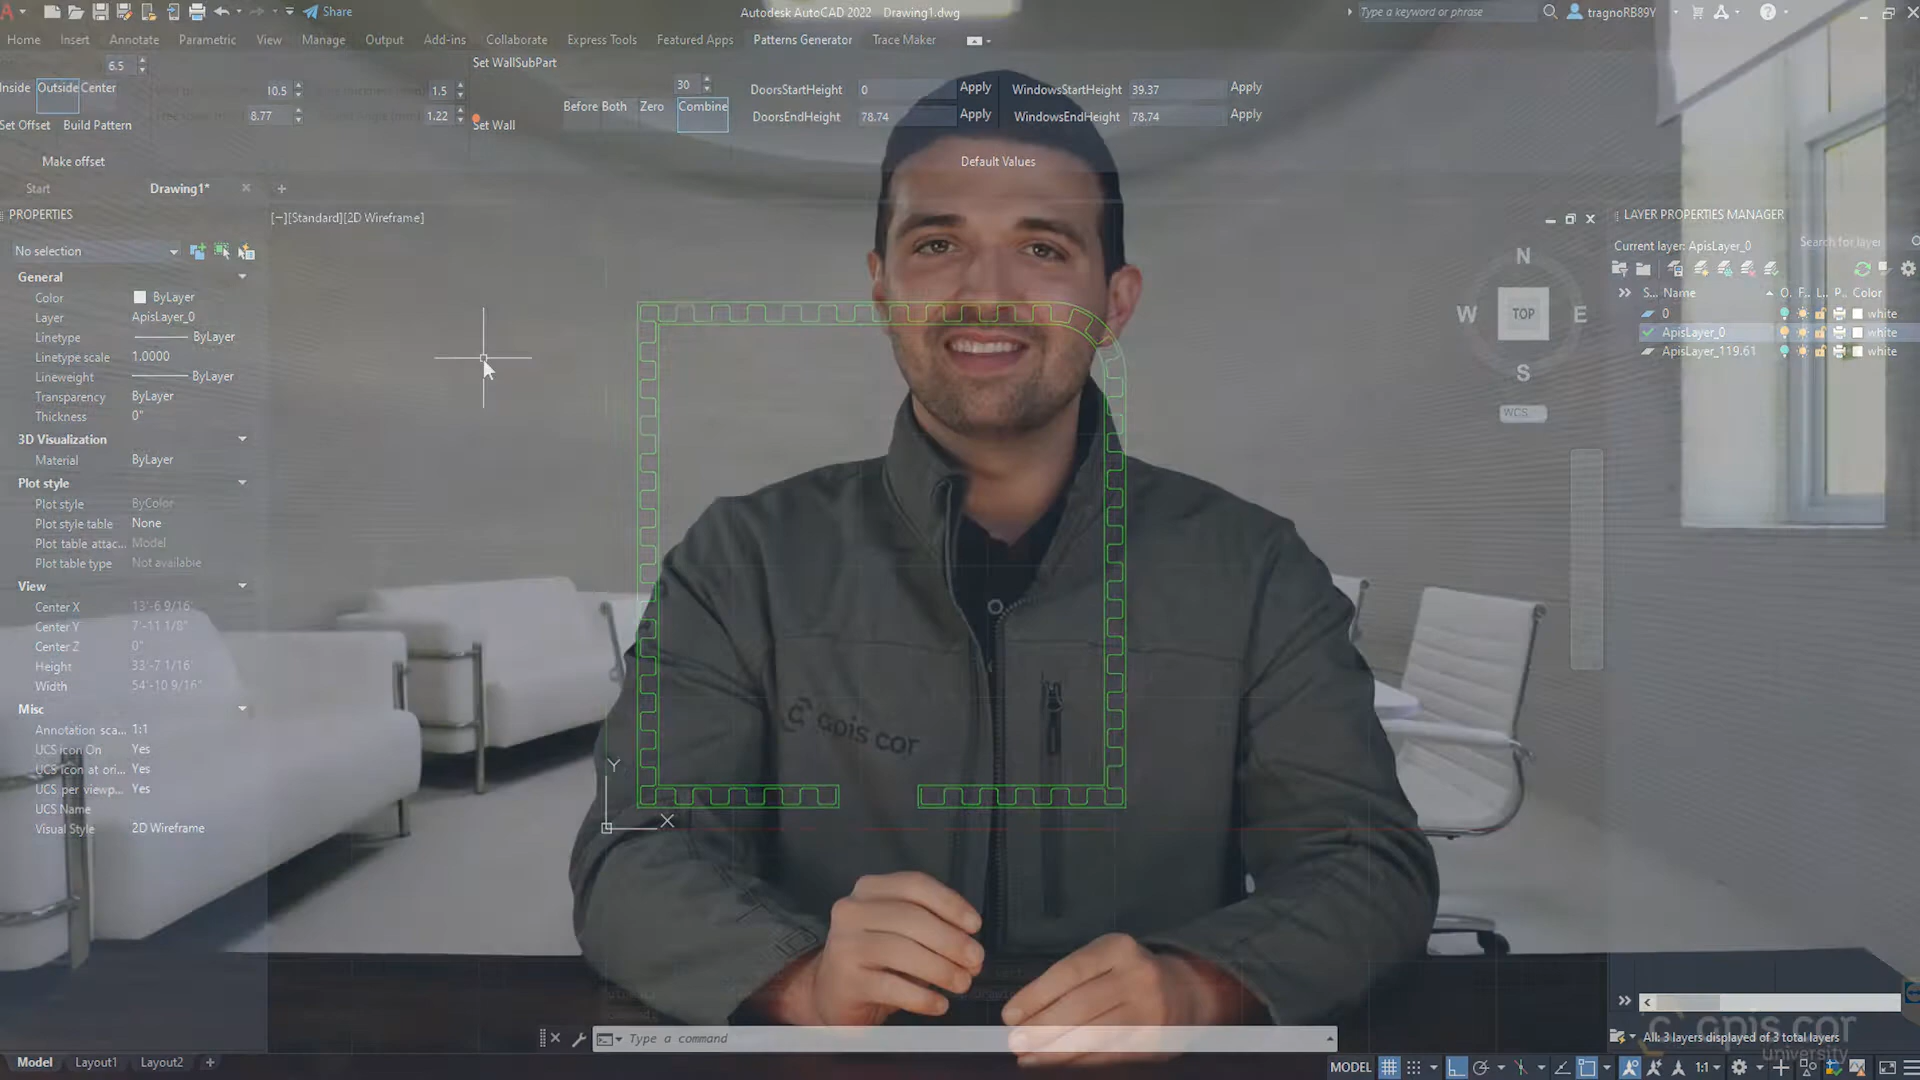 Share
Autodesk AutoCAD 2022 Drawing1.dwg
Type a keyword or phrase
tragnoRB89Y
Home Insert Annotate Parametric View Manage Output Add-ins Collaborate Express Tools Featured Apps Patterns Generator Trace Maker
6.5
Set WallSubPart
Inside Outside Center
10.5
1.5
30
DoorsStartHeight 0 Apply WindowsStartHeight 39.37 Apply
8.77
1.22
Before Both Zero Combine
DoorsEndHeight 78.74 Apply WindowsEndHeight 78.74 Apply
Set Offset Build Pattern
Set Wall
Make offset
Default Values
Start Drawing1*
PROPERTIES
[−][Standard][2D Wireframe]
LAYER PROPERTIES MANAGER
No selection
Current layer: ApisLayer_0
Search for layer
General
Color ByLayer
Layer ApisLayer_0
Linetype ByLayer
Linetype scale 1.0000
Lineweight ByLayer
Transparency ByLayer
Thickness 0"
3D Visualization
Material ByLayer
Plot style
Plot style ByColor
Plot style table None
Plot table attac... Model
Plot table type Not available
View
Center X 13'-6 9/16"
Center Y 7'-11 1/8"
Center Z 0"
Height 33'-7 1/16"
Width 54'-10 9/16"
Misc
Annotation sca... 1:1
UCS icon On Yes
UCS icon at ori... Yes
UCS per viewp... Yes
UCS Name
Visual Style 2D Wireframe
N
W TOP E
S
WCS
S... Name O. F.. L.. P.. Color
0 white
ApisLayer_0 white
ApisLayer_119.61 white
apis cor
Y
X
Type a command
apis cor
university
All: 3 layers displayed of 3 total layers
Model Layout1 Layout2 +
MODEL
1:1